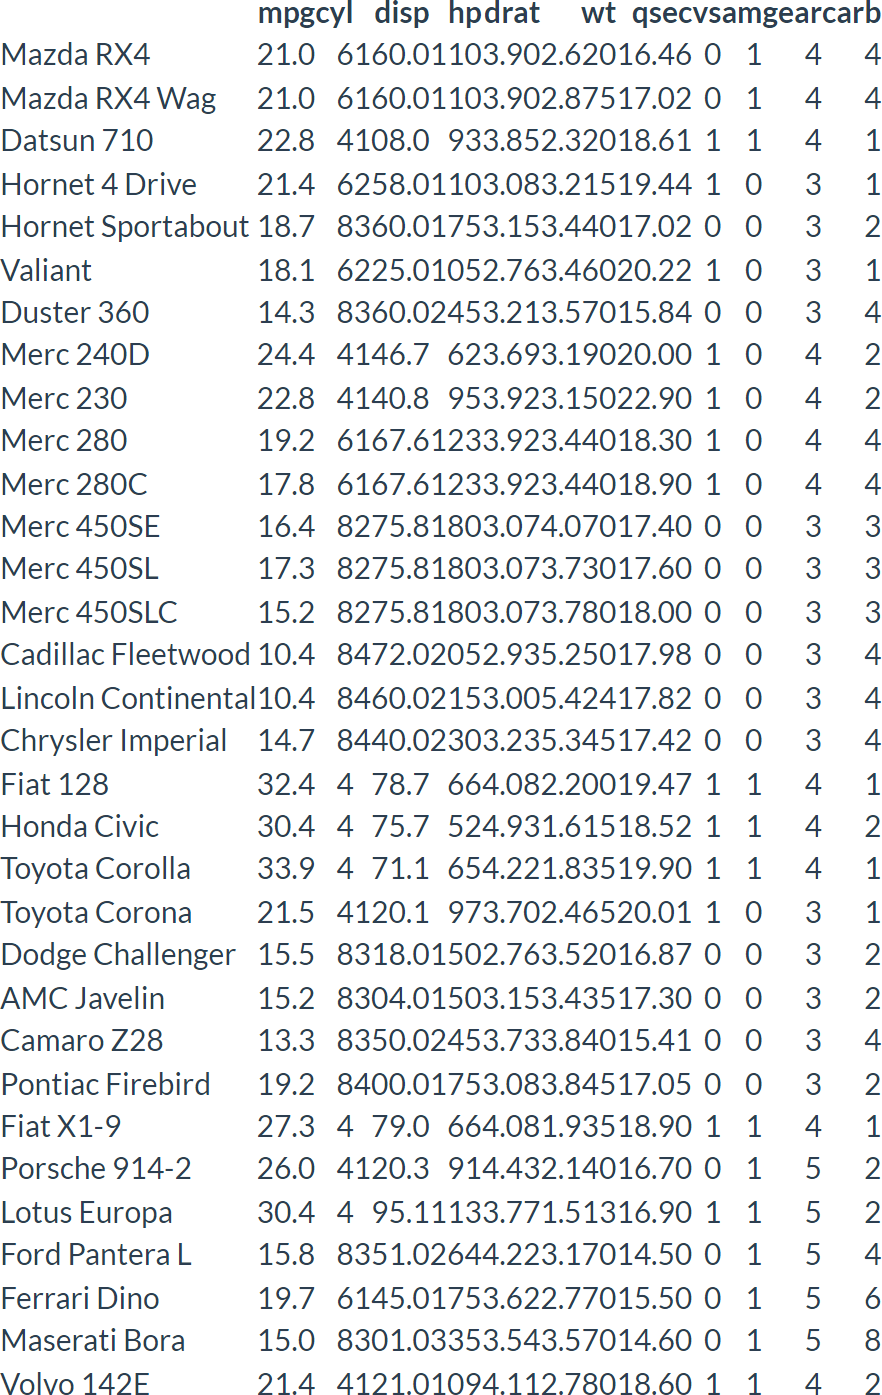 mpg cyl disp hp drat wt qsec vs am gear carb
Mazda RX4 21.0 6 160.0 110 3.90 2.620 16.46 0 1 4 4
Mazda RX4 Wag 21.0 6 160.0 110 3.90 2.875 17.02 0 1 4 4
Datsun 710 22.8 4 108.0 93 3.85 2.320 18.61 1 1 4 1
Hornet 4 Drive 21.4 6 258.0 110 3.08 3.215 19.44 1 0 3 1
Hornet Sportabout 18.7 8 360.0 175 3.15 3.440 17.02 0 0 3 2
Valiant 18.1 6 225.0 105 2.76 3.460 20.22 1 0 3 1
Duster 360 14.3 8 360.0 245 3.21 3.570 15.84 0 0 3 4
Merc 240D 24.4 4 146.7 62 3.69 3.190 20.00 1 0 4 2
Merc 230 22.8 4 140.8 95 3.92 3.150 22.90 1 0 4 2
Merc 280 19.2 6 167.6 123 3.92 3.440 18.30 1 0 4 4
Merc 280C 17.8 6 167.6 123 3.92 3.440 18.90 1 0 4 4
Merc 450SE 16.4 8 275.8 180 3.07 4.070 17.40 0 0 3 3
Merc 450SL 17.3 8 275.8 180 3.07 3.730 17.60 0 0 3 3
Merc 450SLC 15.2 8 275.8 180 3.07 3.780 18.00 0 0 3 3
Cadillac Fleetwood 10.4 8 472.0 205 2.93 5.250 17.98 0 0 3 4
Lincoln Continental 10.4 8 460.0 215 3.00 5.424 17.82 0 0 3 4
Chrysler Imperial 14.7 8 440.0 230 3.23 5.345 17.42 0 0 3 4
Fiat 128 32.4 4 78.7 66 4.08 2.200 19.47 1 1 4 1
Honda Civic 30.4 4 75.7 52 4.93 1.615 18.52 1 1 4 2
Toyota Corolla 33.9 4 71.1 65 4.22 1.835 19.90 1 1 4 1
Toyota Corona 21.5 4 120.1 97 3.70 2.465 20.01 1 0 3 1
Dodge Challenger 15.5 8 318.0 150 2.76 3.520 16.87 0 0 3 2
AMC Javelin 15.2 8 304.0 150 3.15 3.435 17.30 0 0 3 2
Camaro Z28 13.3 8 350.0 245 3.73 3.840 15.41 0 0 3 4
Pontiac Firebird 19.2 8 400.0 175 3.08 3.845 17.05 0 0 3 2
Fiat X1-9 27.3 4 79.0 66 4.08 1.935 18.90 1 1 4 1
Porsche 914-2 26.0 4 120.3 91 4.43 2.140 16.70 0 1 5 2
Lotus Europa 30.4 4 95.1 113 3.77 1.513 16.90 1 1 5 2
Ford Pantera L 15.8 8 351.0 264 4.22 3.170 14.50 0 1 5 4
Ferrari Dino 19.7 6 145.0 175 3.62 2.770 15.50 0 1 5 6
Maserati Bora 15.0 8 301.0 335 3.54 3.570 14.60 0 1 5 8
Volvo 142E 21.4 4 121.0 109 4.11 2.780 18.60 1 1 4 2